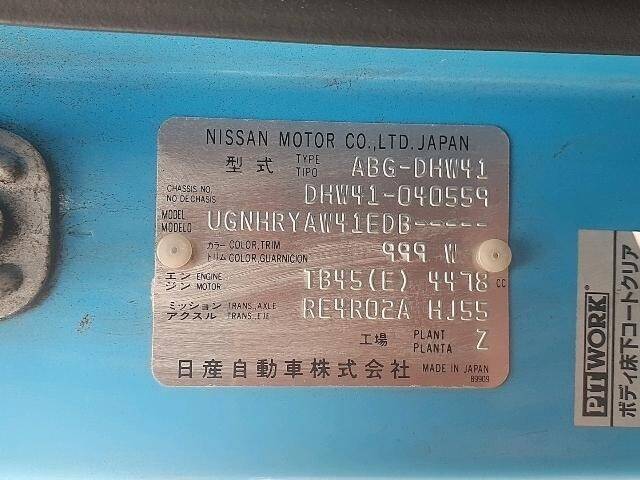 NISSAN MOTOR CO.,LTD. JAPAN
型式 TYPE TIPO ABG-DHW41
CHASSIS NO. NO DE CHASIS DHW41-040559
MODEL MODELO UGNHRYAW41EDB-----
カラー COLOR,TRIM
トリム COLOR,GUARNICION 999 W
エンジン ENGINE MOTOR TB45(E) 4478 CC
ミッション TRANS.,AXLE
アクスル TRANS.,EJE RE4R02A HJ55
工場 PLANT PLANTA Z
日産自動車株式会社 MADE IN JAPAN
89909
PIT WORK
ボディ床下コートクリア